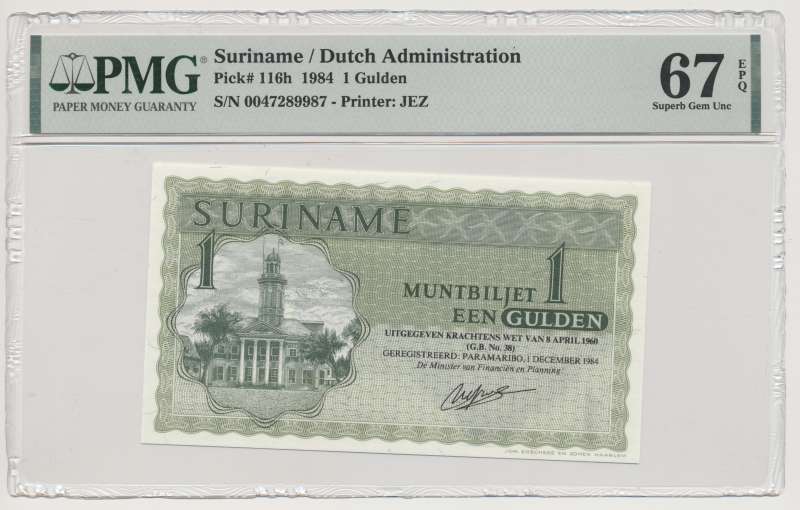 PMG®
PAPER MONEY GUARANTY
Suriname / Dutch Administration
Pick# 116h 1984 1 Gulden
S/N 0047289987 - Printer: JEZ
67
EPQ
Superb Gem Unc
SURINAME
1
MUNTBILJET 1
EEN GULDEN
UITGEGEVEN KRACHTENS WET VAN 8 APRIL 1960
(G.B. No. 38)
GEREGISTREERD: PARAMARIBO, 1 DECEMBER 1984
De Minister van Financiën en Planning
JOH. ENSCHEDÉ EN ZONEN HAARLEM